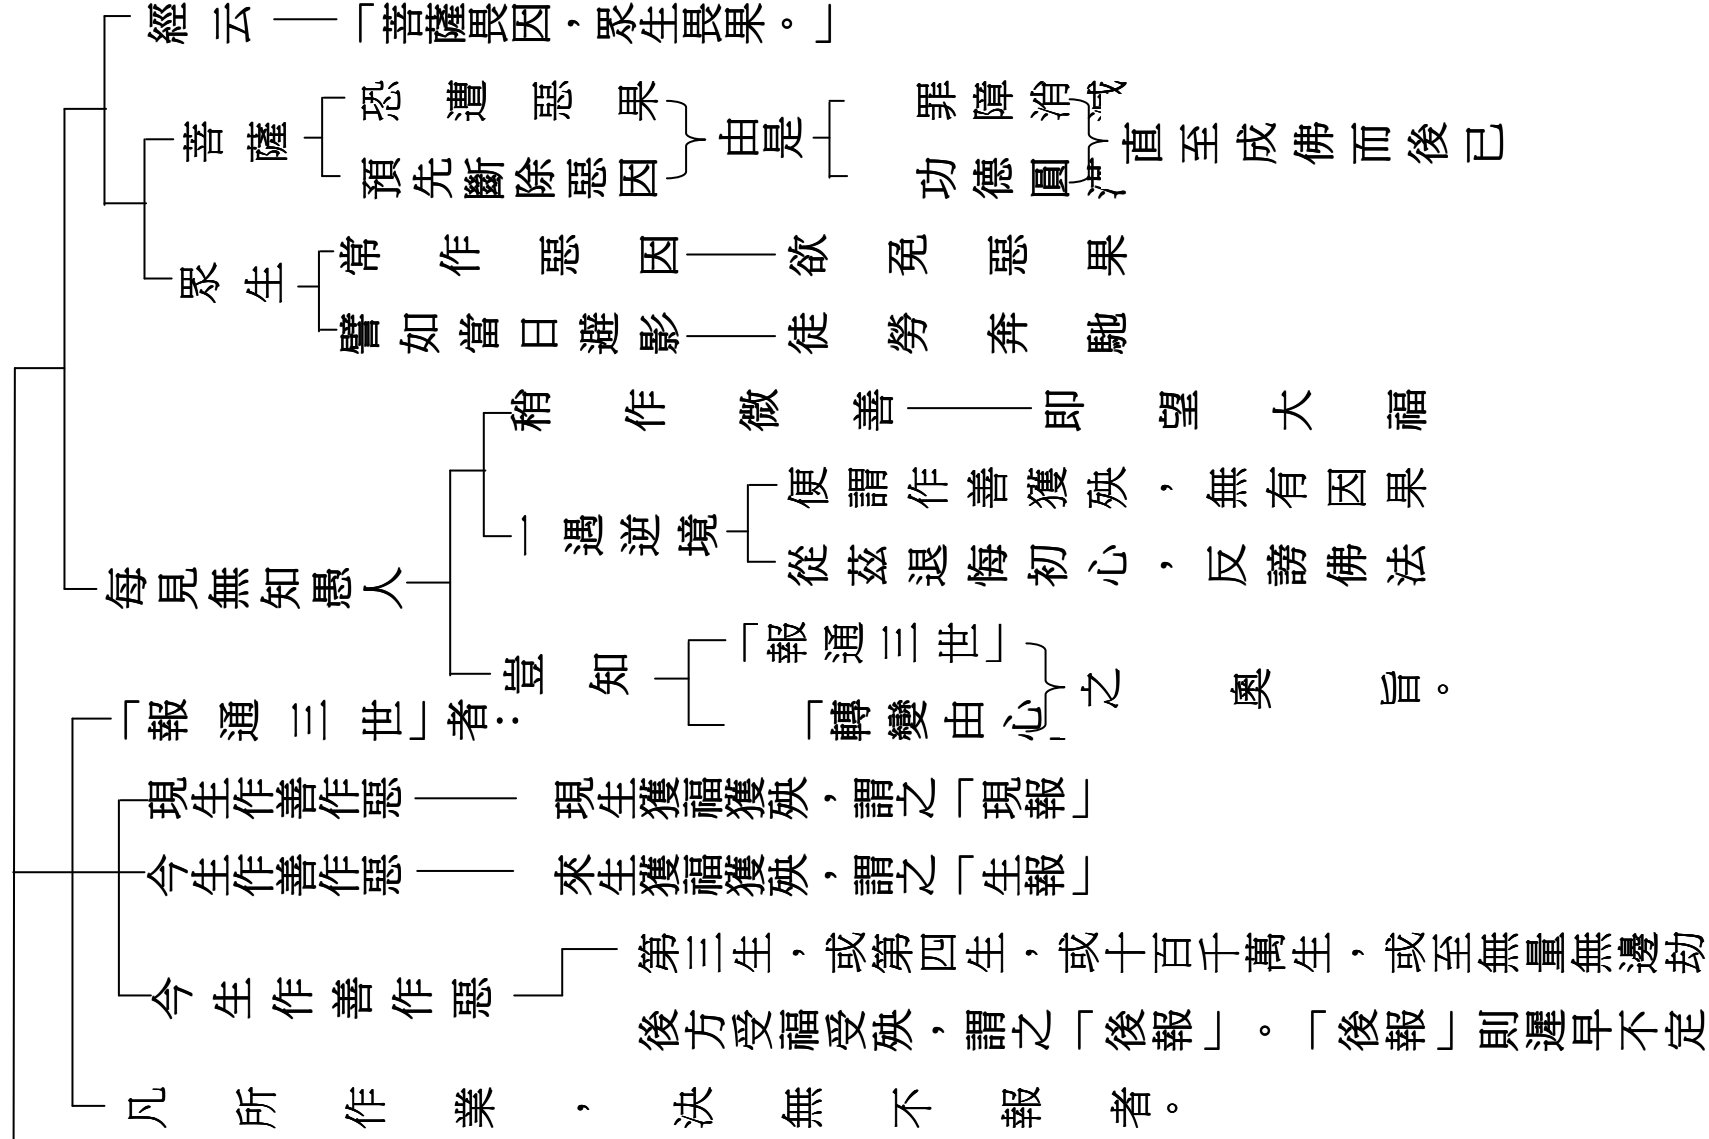 經云──「菩薩畏因，眾生畏果。」
菩薩
恐遭惡果
預先斷除惡因
由是
罪障消滅
功德圓滿
直至成佛而後已
眾生
常作惡因──欲免惡果
譬如當日避影──徒勞奔馳
每見無知愚人
稍作微善──即望大福
一遇逆境
便謂作善獲殃，無有因果
從茲退悔初心，反謗佛法
豈知
「報通三世」
「轉變由心」
之奧旨。
「報通三世」者：
現生作善作惡──現生獲福獲殃，謂之「現報」
今生作善作惡──來生獲福獲殃，謂之「生報」
今生作善作惡
第三生，或第四生，或十百千萬生，或至無量無邊劫
後方受福受殃，謂之「後報」。「後報」則遲早不定
凡所作業，決無不報者。